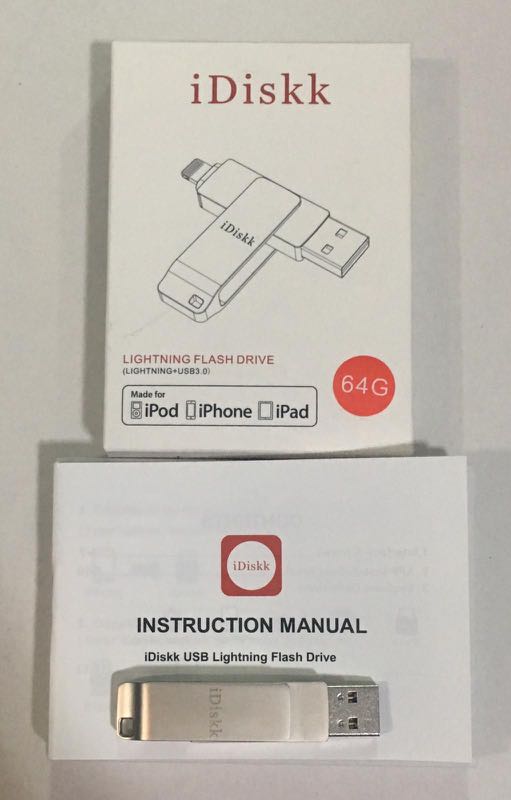 iDiskk
iDiskk
LIGHTNING FLASH DRIVE
(LIGHTNING+USB3.0)
64G
Made for
iPod iPhone iPad
iDiskk
INSTRUCTION MANUAL
iDiskk USB Lightning Flash Drive
iDiskk